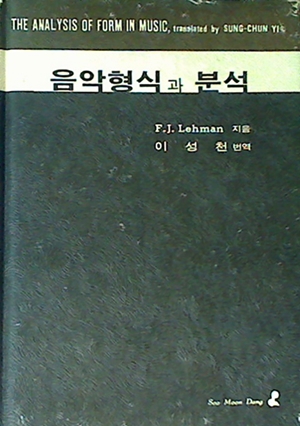 THE ANALYSIS OF FORM IN MUSIC, translated by SUNG-CHUN YI
음악형식과 분석
F.J. Lehman 지음
이 성 천 번역
Soo Moon Dang